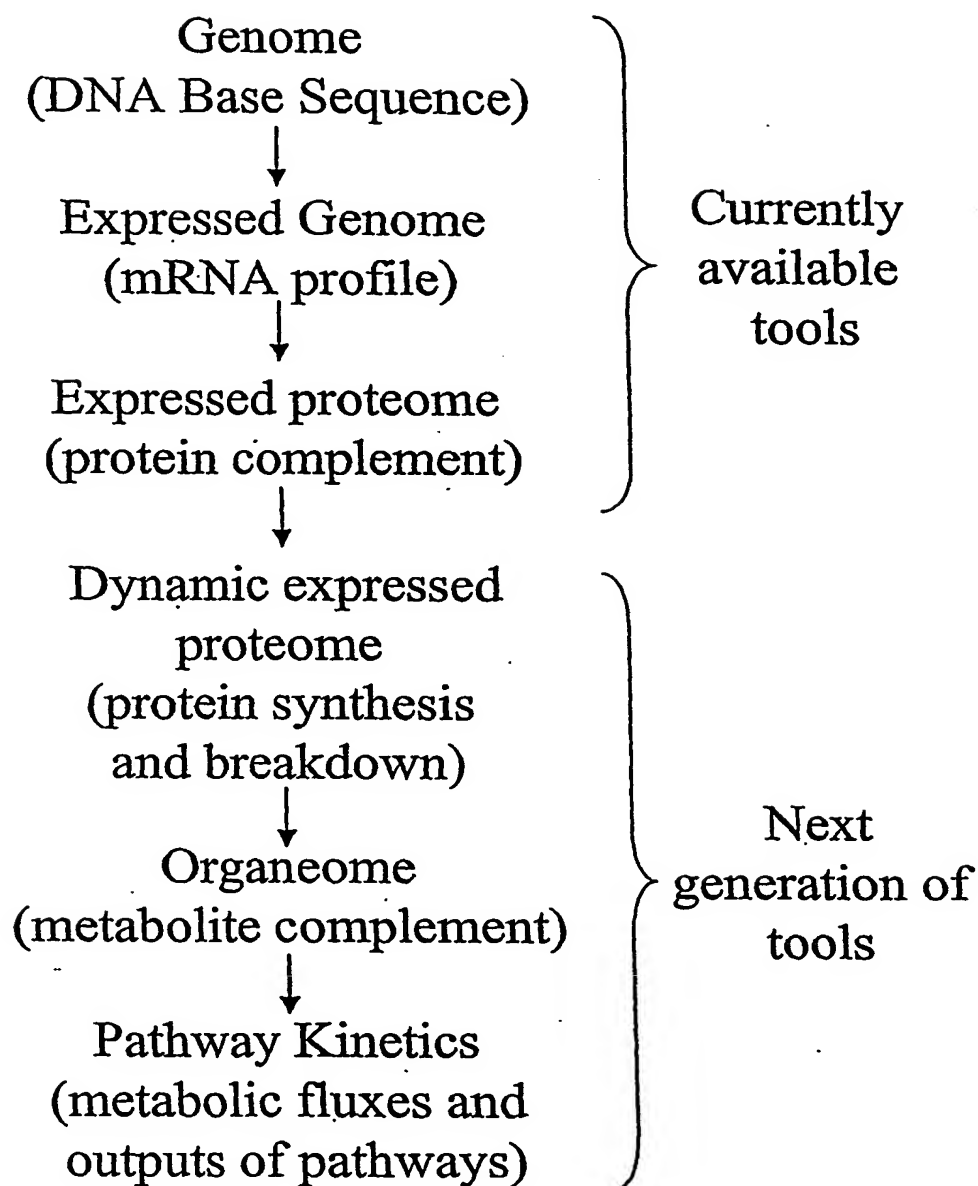 Genome
(DNA Base Sequence)
Expressed Genome
(mRNA profile)
Expressed proteome
(protein complement)
Currently
available
tools
Dynamic expressed
proteome
(protein synthesis
and breakdown)
Organeome
(metabolite complement)
Pathway Kinetics
(metabolic fluxes and
outputs of pathways)
Next
generation of
tools